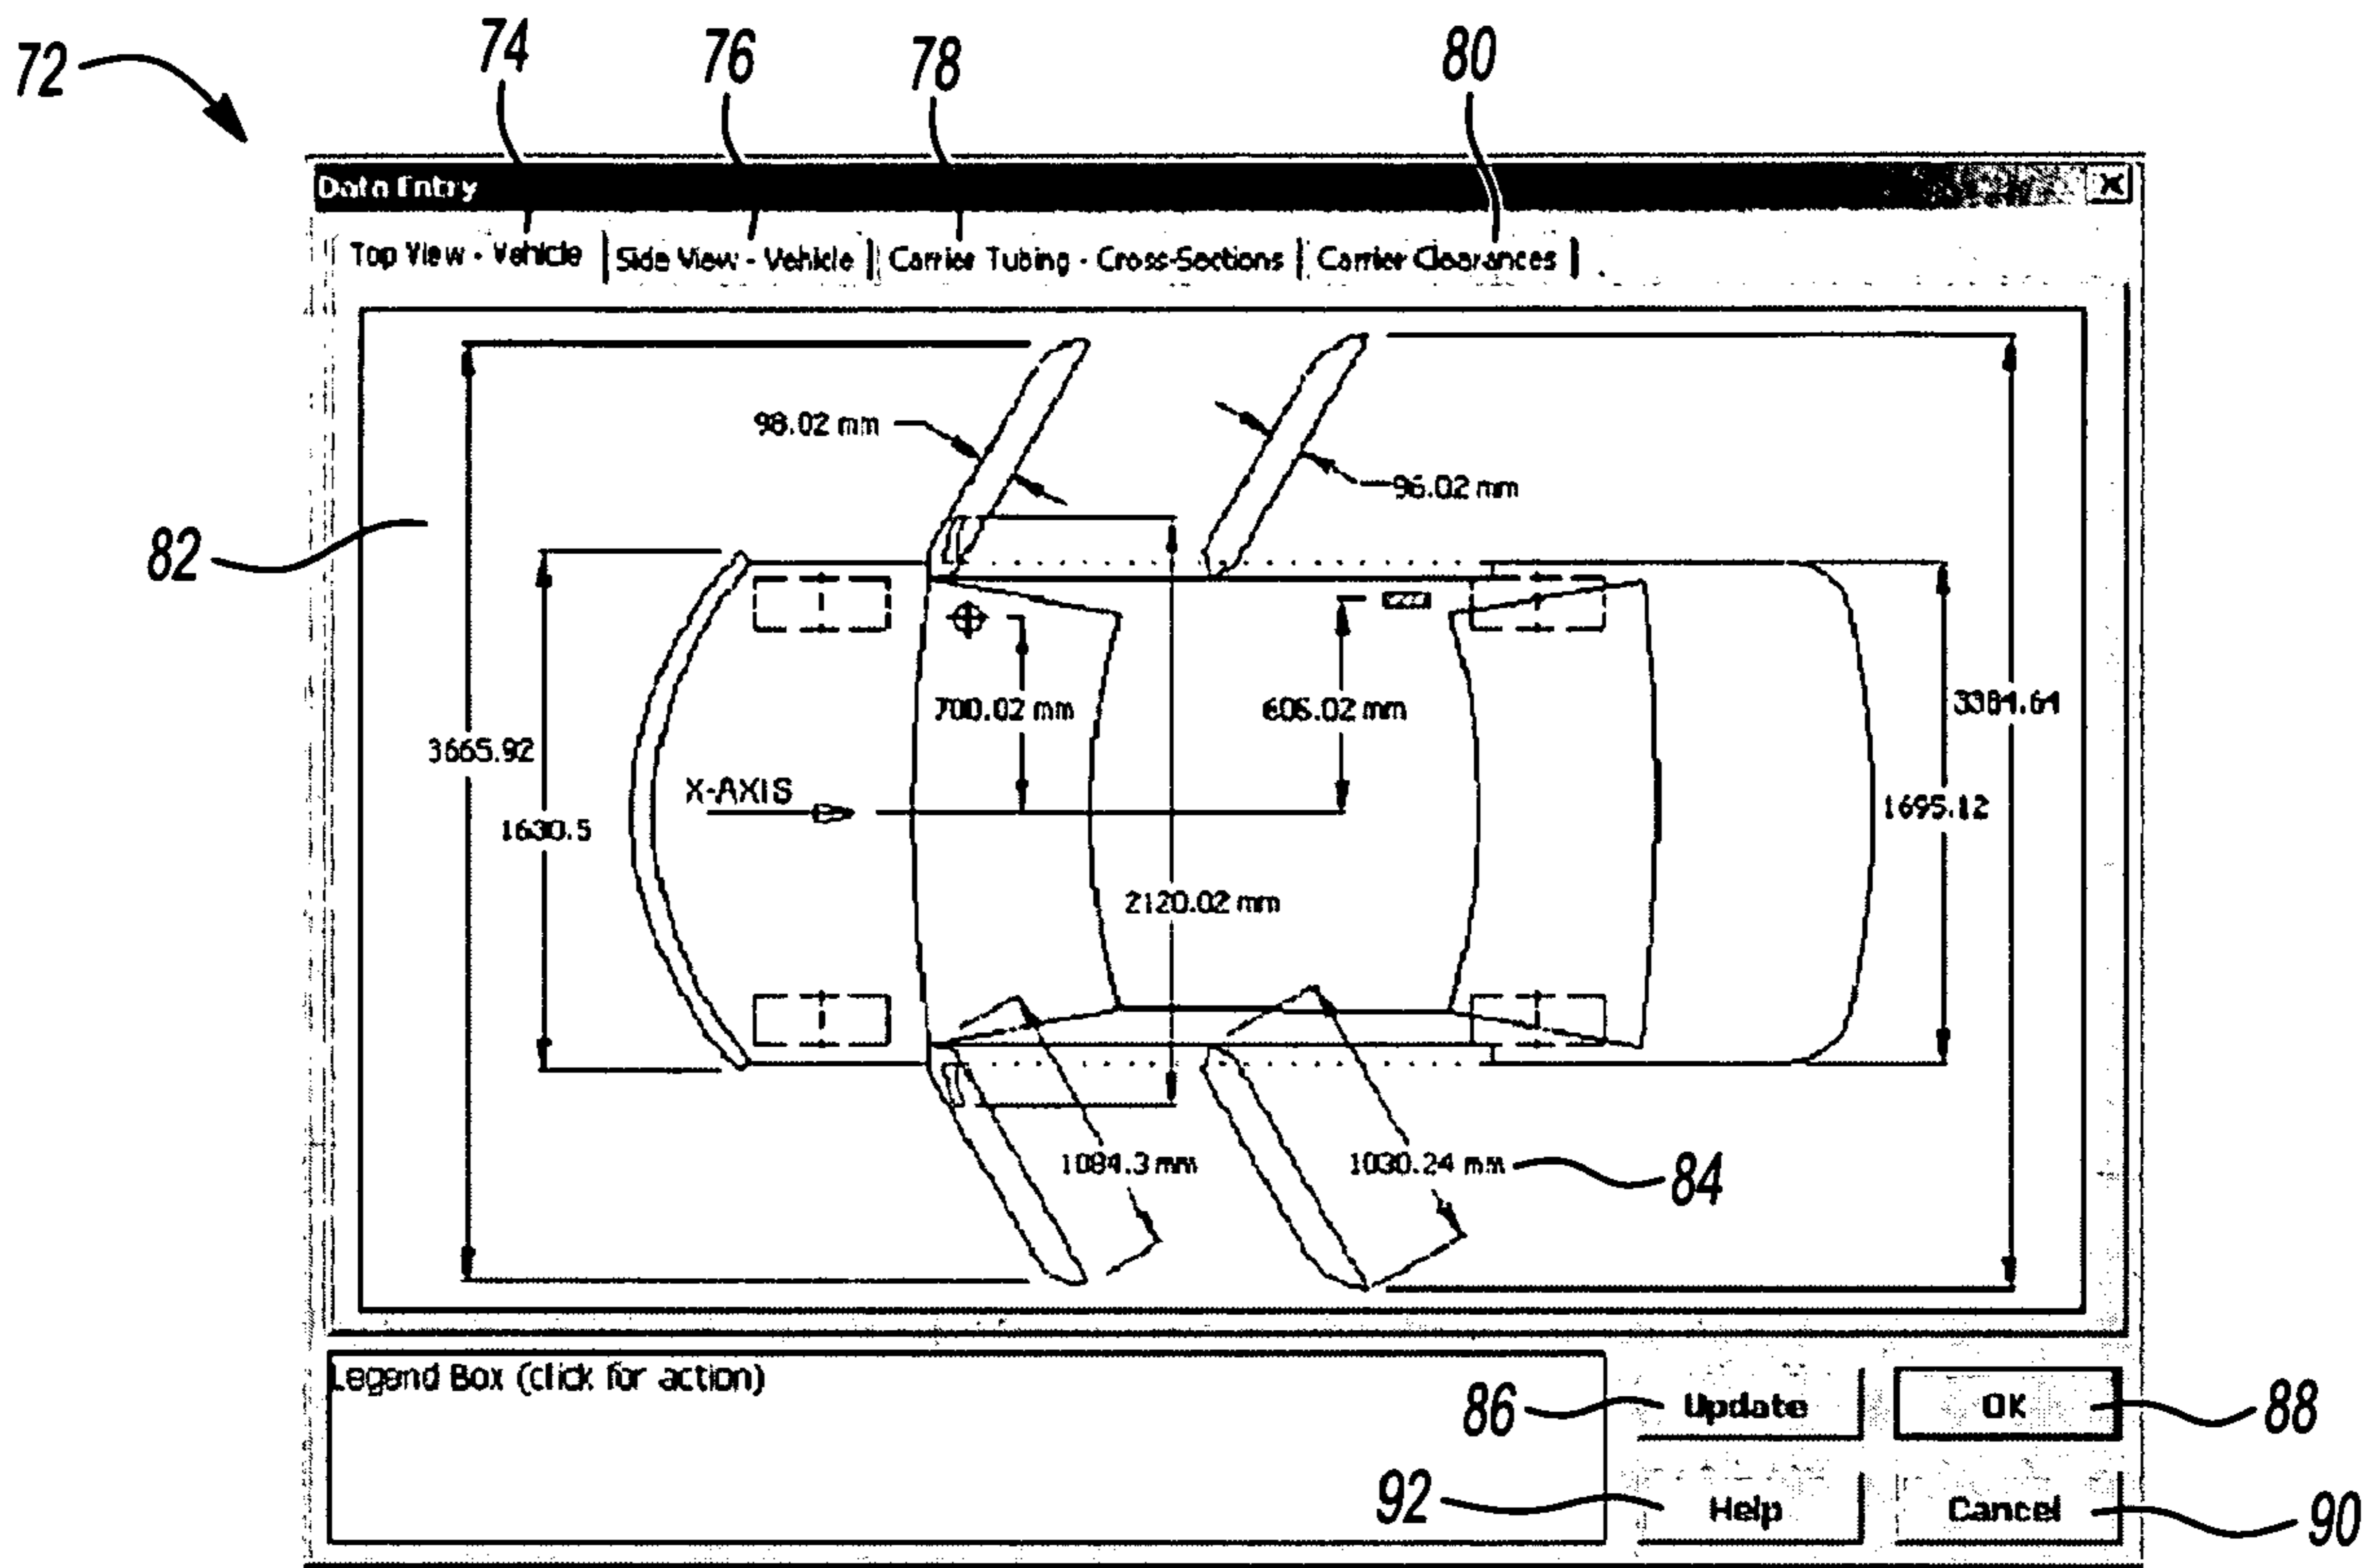 72
74
76
78
80
Data Entry
Top View - Vehicle
Side View - Vehicle
Carrier Tubing - Cross-Sections
Carrier Clearances
98.02 mm
96.02 mm
82
700.02 mm
606.02 mm
3384.64
3665.92
X-AXIS
1630.5
1695.12
2120.02 mm
1084.3 mm
1030.24 mm
84
Legend Box (click for action)
86
Update
OK
88
92
Help
Cancel
90